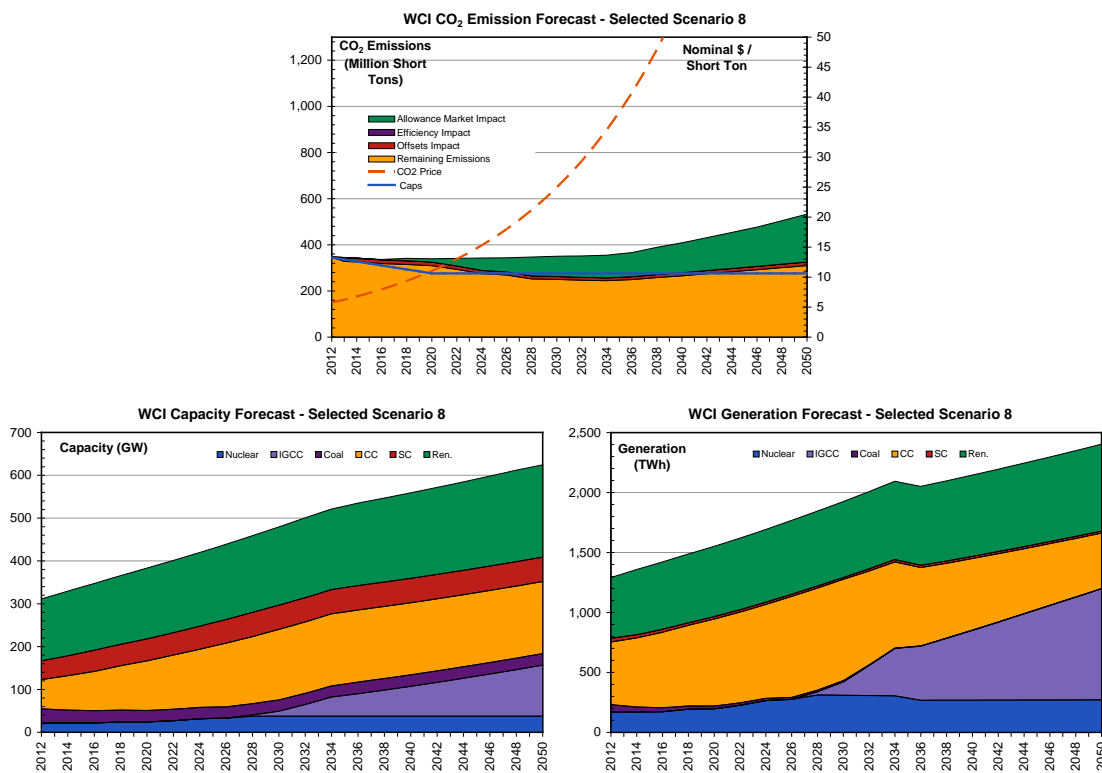 WCI CO₂ Emission Forecast - Selected Scenario 8
CO₂ Emissions
(Million Short
Tons)
Nominal $ /
Short Ton
1,200
1,000
800
600
400
200
0
50
45
40
35
30
25
20
15
10
5
0
Allowance Market Impact
Efficiency Impact
Offsets Impact
Remaining Emissions
CO2 Price
Caps
2012 2014 2016 2018 2020 2022 2024 2026 2028 2030 2032 2034 2036 2038 2040 2042 2044 2046 2048 2050
WCI Capacity Forecast - Selected Scenario 8
Capacity (GW)
Nuclear IGCC Coal CC SC Ren.
700
600
500
400
300
200
100
0
2012 2014 2016 2018 2020 2022 2024 2026 2028 2030 2032 2034 2036 2038 2040 2042 2044 2046 2048 2050
WCI Generation Forecast - Selected Scenario 8
Generation
(TWh)
Nuclear IGCC Coal CC SC Ren.
2,500
2,000
1,500
1,000
500
0
2012 2014 2016 2018 2020 2022 2024 2026 2028 2030 2032 2034 2036 2038 2040 2042 2044 2046 2048 2050